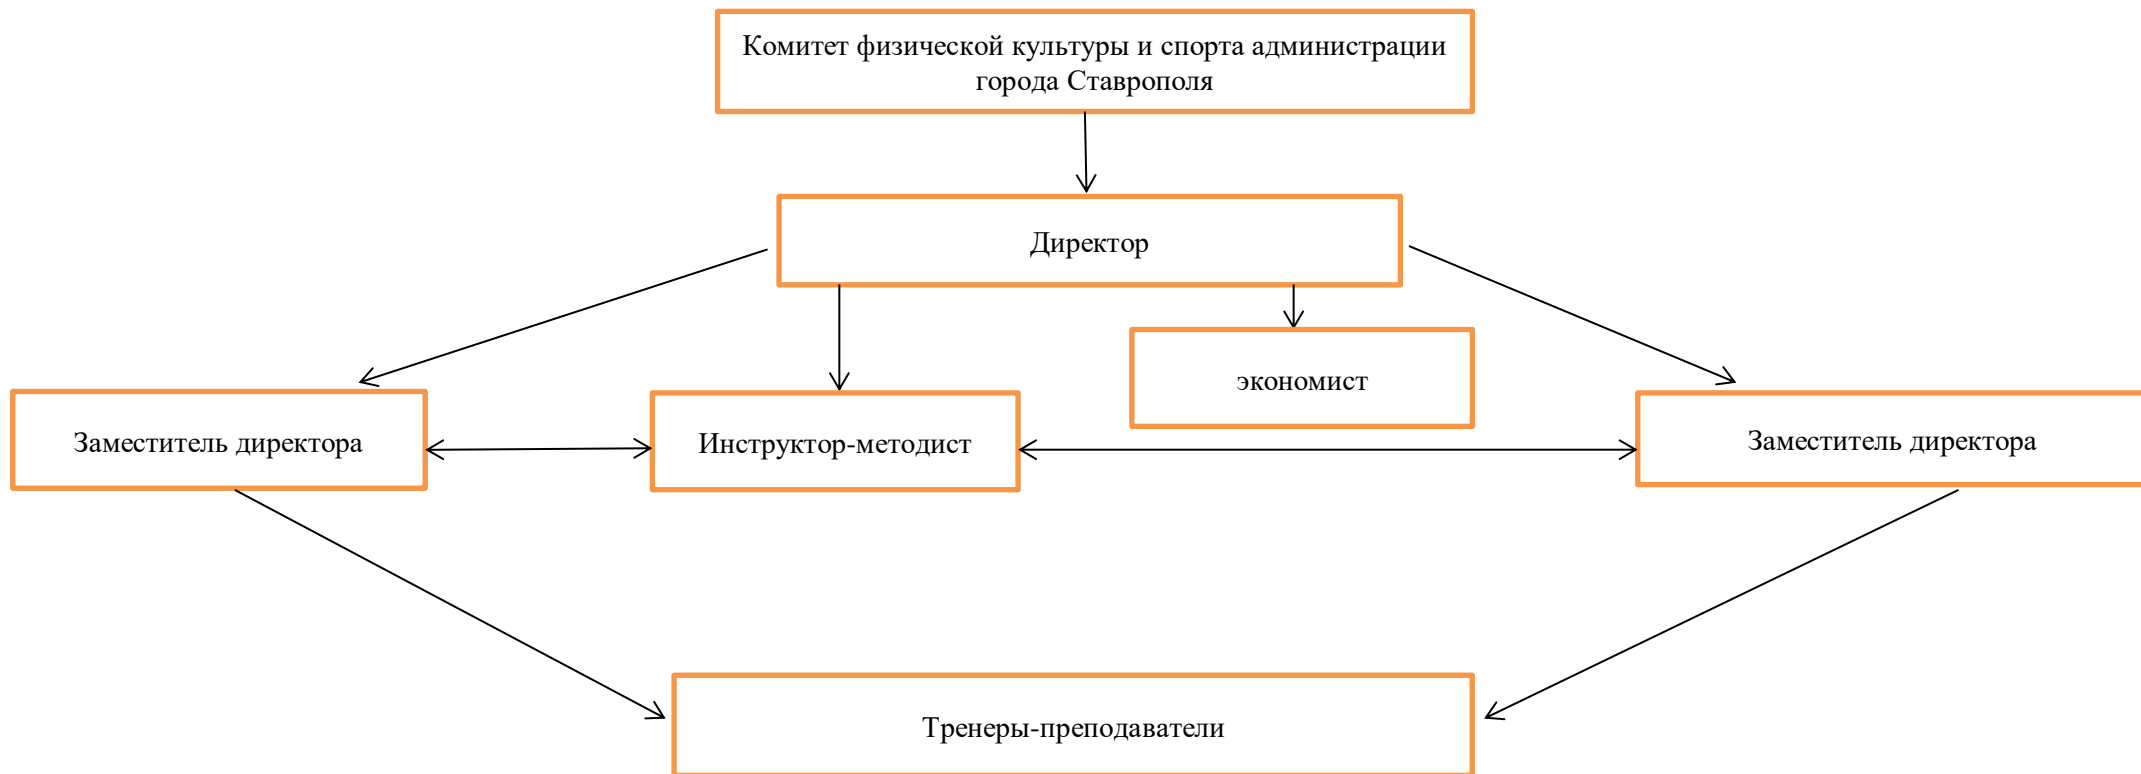 Комитет физической культуры и спорта администрации
города Ставрополя
Директор
экономист
Заместитель директора
Инструктор-методист
Заместитель директора
Тренеры-преподаватели